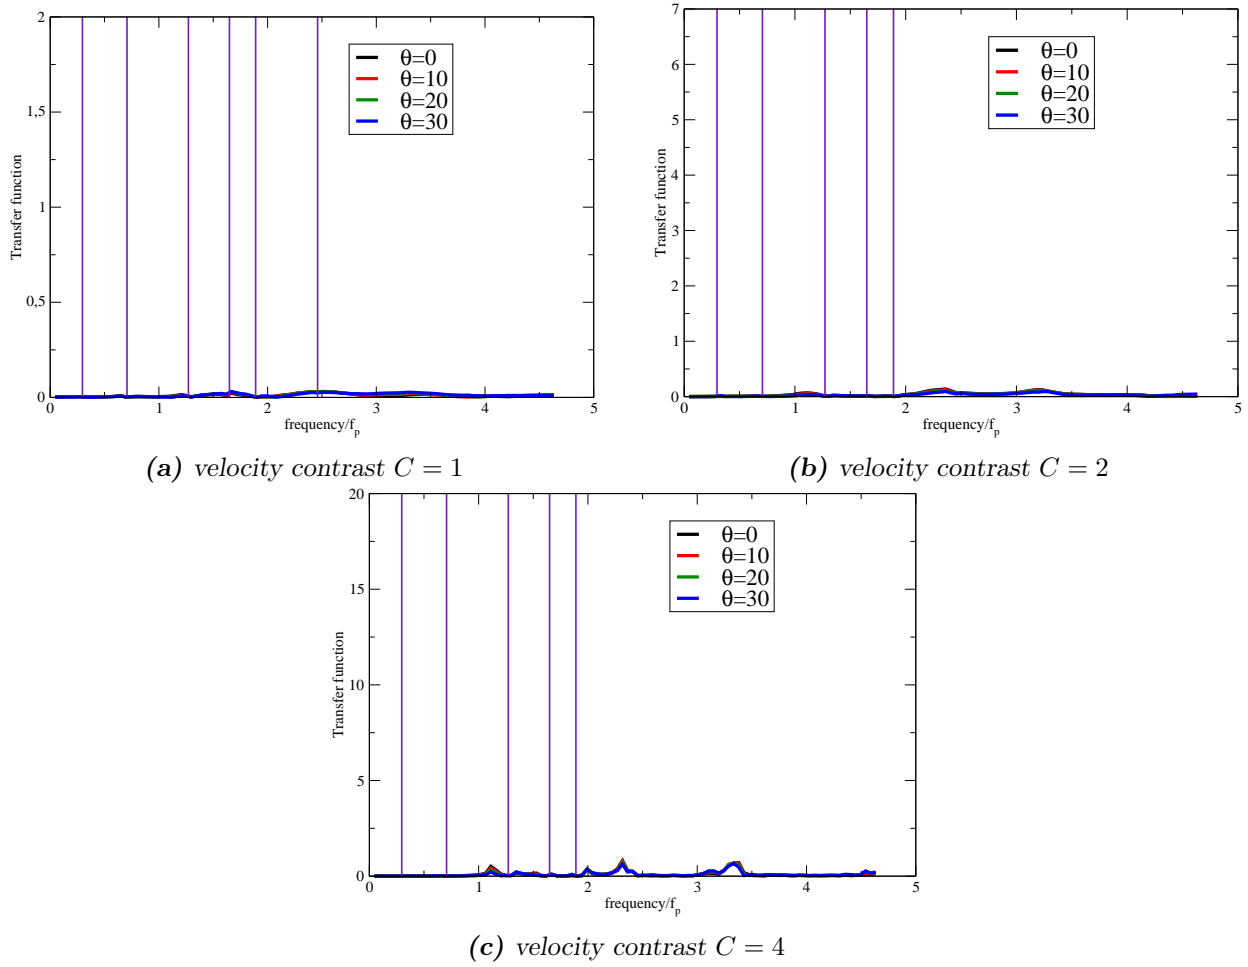 2
1,5
1
0,5
0
Transfer function
θ=0
θ=10
θ=20
θ=30
0 1 2 3 4 5
frequency/fp
(a) velocity contrast C = 1
7
6
5
4
3
2
1
0
Transfer function
θ=0
θ=10
θ=20
θ=30
0 1 2 3 4 5
frequency/fp
(b) velocity contrast C = 2
20
15
10
5
0
Transfer function
θ=0
θ=10
θ=20
θ=30
0 1 2 3 4 5
frequency/fp
(c) velocity contrast C = 4